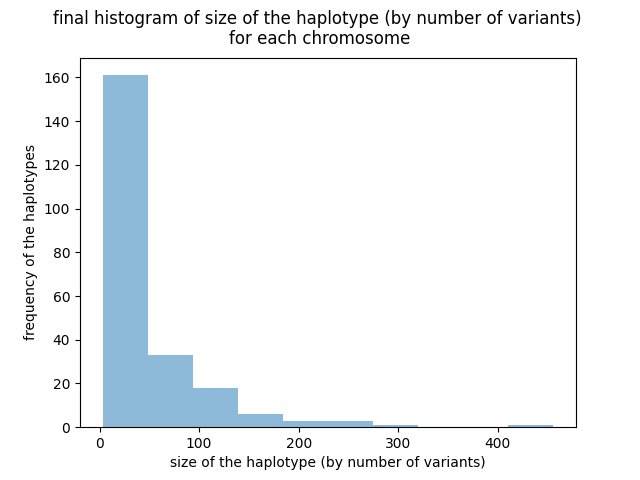 final histogram of size of the haplotype (by number of variants)
for each chromosome
160
140
120
100
80
60
40
20
0
frequency of the haplotypes
0 100 200 300 400
size of the haplotype (by number of variants)